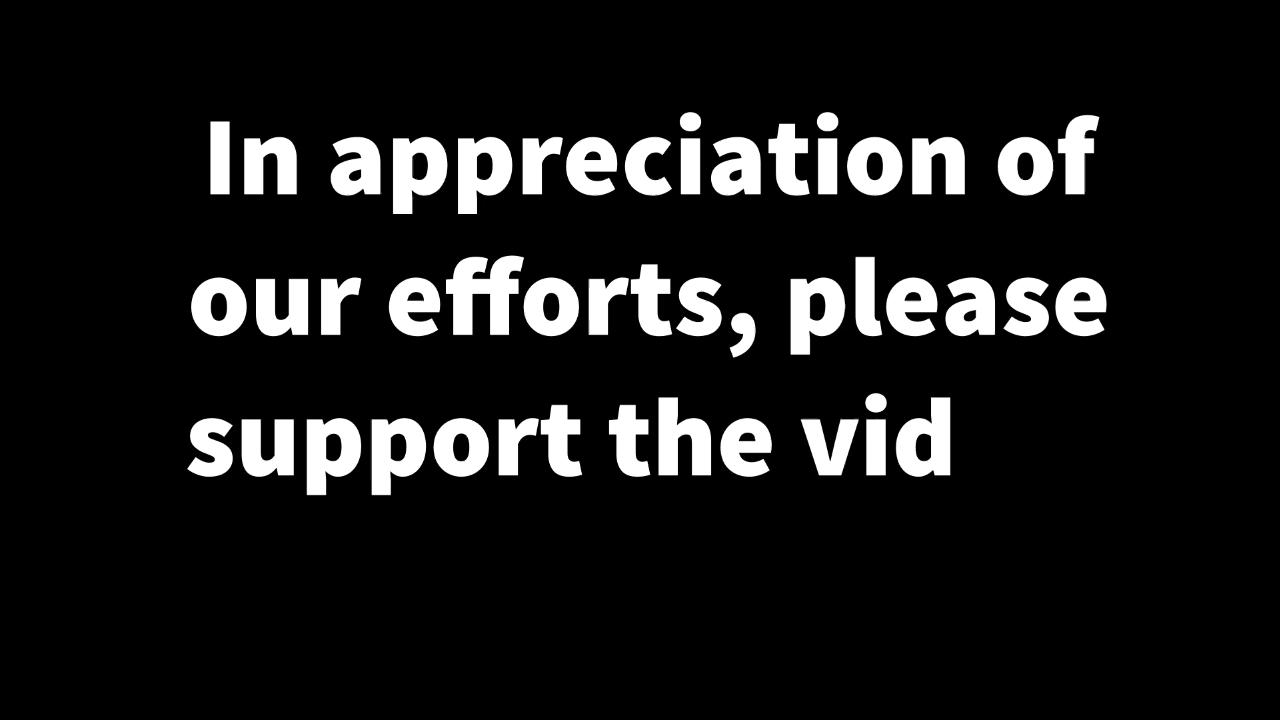 In appreciation of
our efforts, please
support the vid